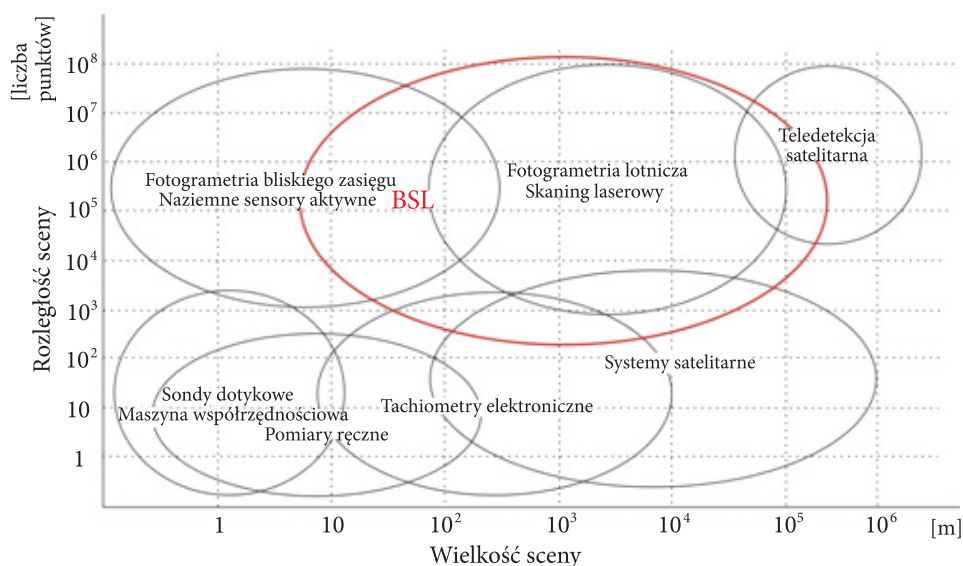 [liczba
punktów]
Rozległość sceny
10⁸
10⁷
10⁶
10⁵
10⁴
10³
10²
10
1
Teledetekcja
satelitarna
Fotogrametria bliskiego zasięgu
Naziemne sensory aktywne
BSL
Fotogrametria lotnicza
Skaning laserowy
Systemy satelitarne
Sondy dotykowe
Maszyna współrzędnościowa
Pomiary ręczne
Tachiometry elektroniczne
1 10 10² 10³ 10⁴ 10⁵ 10⁶ [m]
Wielkość sceny